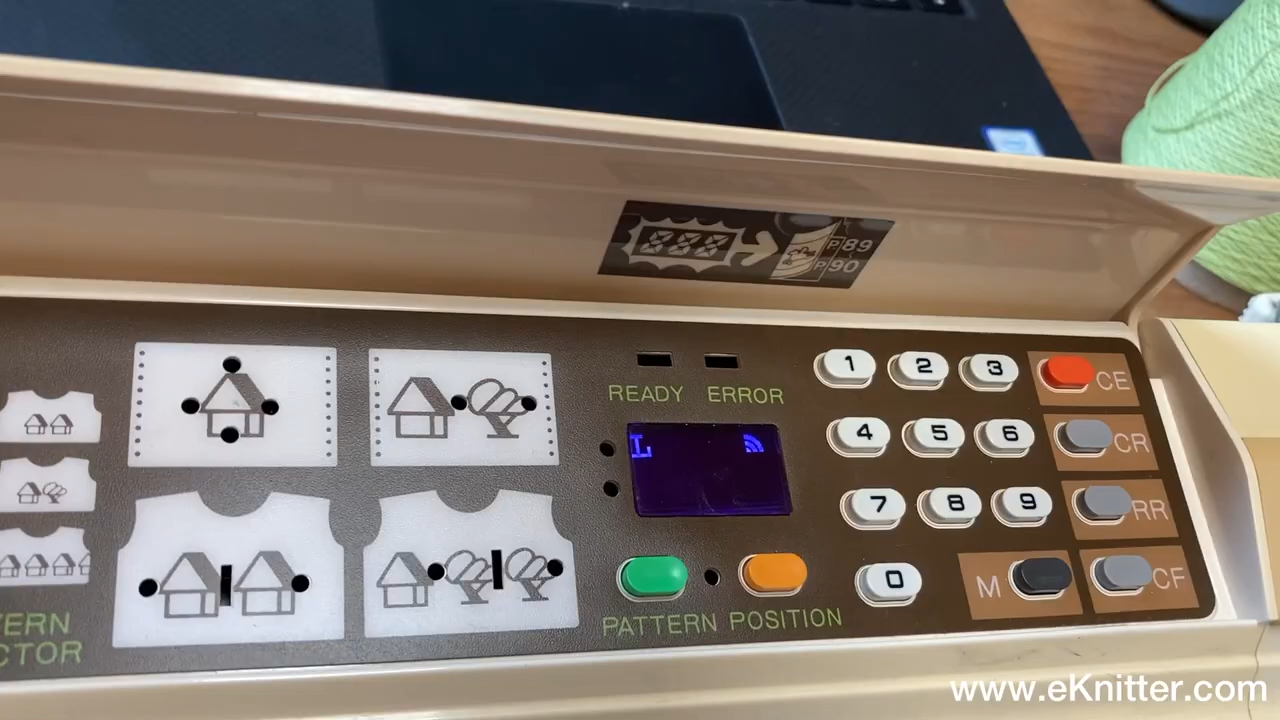 888
P89
P90
READY ERROR
L
1 2 3 CE
4 5 6 CR
7 8 9 RR
0 M CF
PATTERN POSITION
TERN
CTOR
www.eKnitter.com